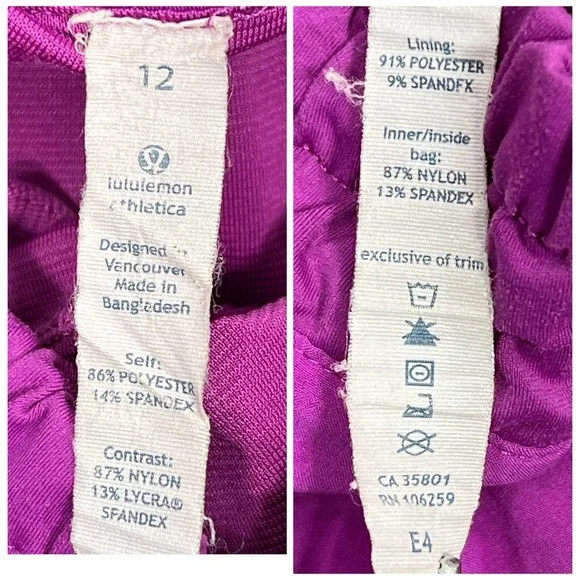 12
lululemon
athletica
Designed in
Vancouver
Made in
Bangladesh
Self:
86% POLYESTER
14% SPANDEX
Contrast:
87% NYLON
13% LYCRA®
SPANDEX
Lining:
91% POLYESTER
9% SPANDEX
Inner/inside
bag:
87% NYLON
13% SPANDEX
exclusive of trim
CA 35801
RN 106259
E4